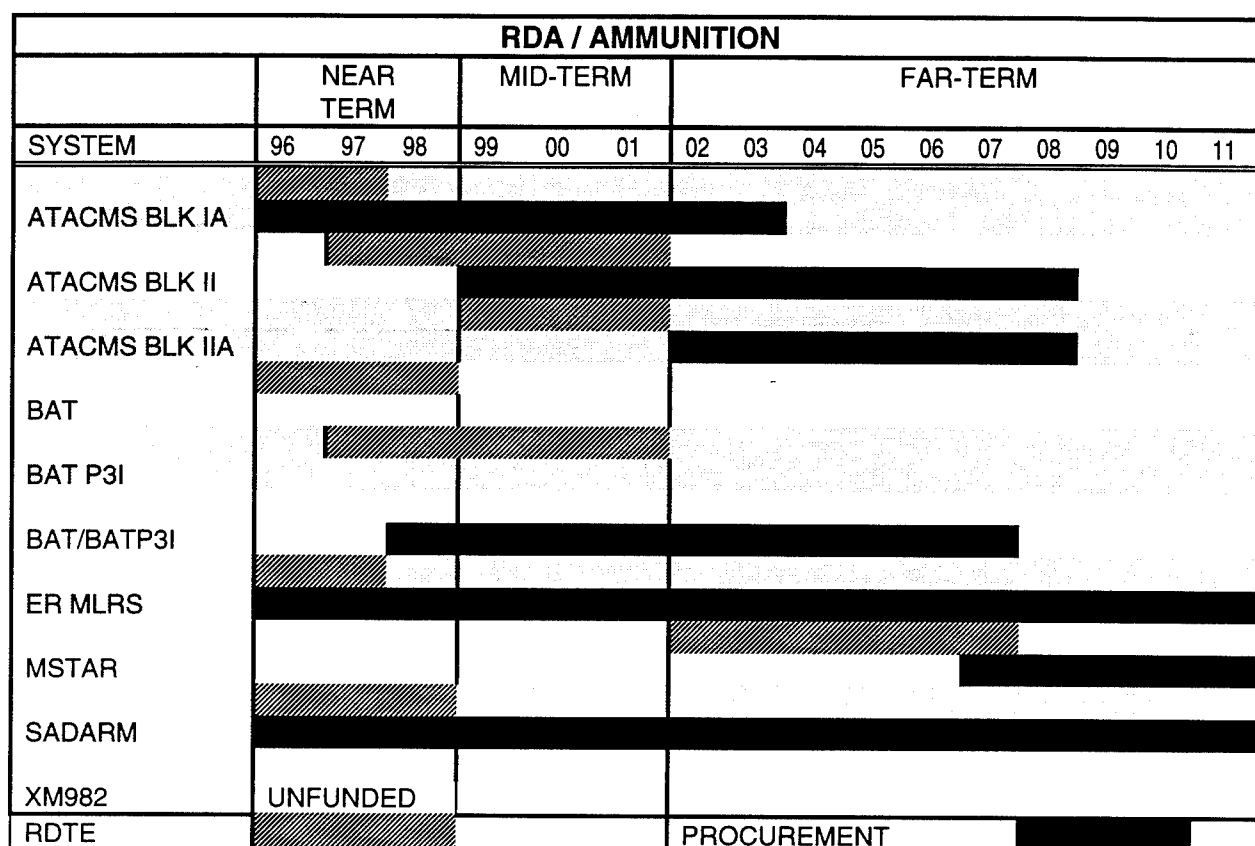 RDA / AMMUNITION
NEAR TERM MID-TERM FAR-TERM
SYSTEM 96 97 98 99 00 01 02 03 04 05 06 07 08 09 10 11
ATACMS BLK IA
ATACMS BLK II
ATACMS BLK IIA
BAT
BAT P3I
BAT/BATP3I
ER MLRS
MSTAR
SADARM
XM982 UNFUNDED
RDTE PROCUREMENT